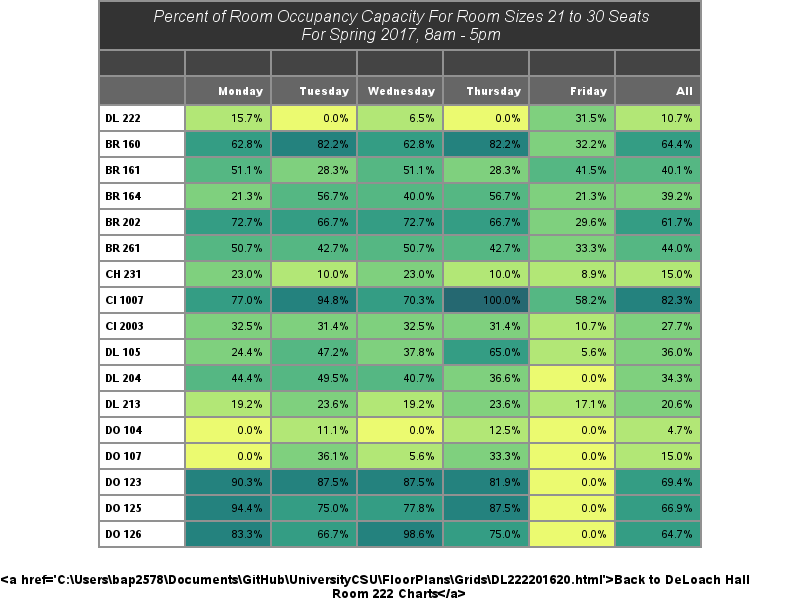 Percent of Room Occupancy Capacity For Room Sizes 21 to 30 Seats
For Spring 2017, 8am - 5pm
Monday Tuesday Wednesday Thursday Friday All
DL 222 15.7% 0.0% 6.5% 0.0% 31.5% 10.7%
BR 160 62.8% 82.2% 62.8% 82.2% 32.2% 64.4%
BR 161 51.1% 28.3% 51.1% 28.3% 41.5% 40.1%
BR 164 21.3% 56.7% 40.0% 56.7% 21.3% 39.2%
BR 202 72.7% 66.7% 72.7% 66.7% 29.6% 61.7%
BR 261 50.7% 42.7% 50.7% 42.7% 33.3% 44.0%
CH 231 23.0% 10.0% 23.0% 10.0% 8.9% 15.0%
CI 1007 77.0% 94.8% 70.3% 100.0% 58.2% 82.3%
CI 2003 32.5% 31.4% 32.5% 31.4% 10.7% 27.7%
DL 105 24.4% 47.2% 37.8% 65.0% 5.6% 36.0%
DL 204 44.4% 49.5% 40.7% 36.6% 0.0% 34.3%
DL 213 19.2% 23.6% 19.2% 23.6% 17.1% 20.6%
DO 104 0.0% 11.1% 0.0% 12.5% 0.0% 4.7%
DO 107 0.0% 36.1% 5.6% 33.3% 0.0% 15.0%
DO 123 90.3% 87.5% 87.5% 81.9% 0.0% 69.4%
DO 125 94.4% 75.0% 77.8% 87.5% 0.0% 66.9%
DO 126 83.3% 66.7% 98.6% 75.0% 0.0% 64.7%
<a href='C:\Users\bap2578\Documents\GitHub\UniversityCSU\FloorPlans\Grids\DL222201620.html'>Back to DeLoach Hall
Room 222 Charts</a>